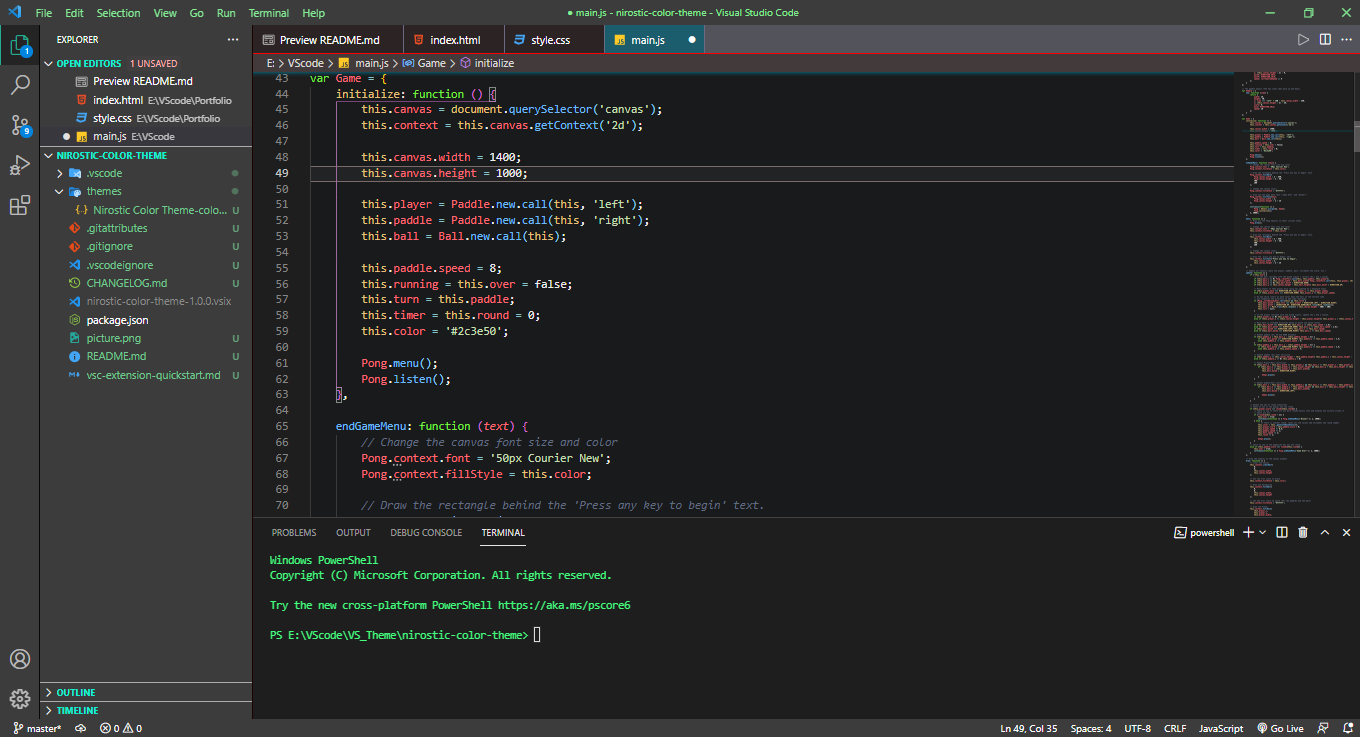 File Edit Selection View Go Run Terminal Help
● main.js - nirostic-color-theme - Visual Studio Code
EXPLORER
OPEN EDITORS 1 UNSAVED
Preview README.md
index.html E:\VScode\Portfolio
style.css E:\VScode\Portfolio
main.js E:\VScode
NIROSTIC-COLOR-THEME
.vscode
themes
{} Nirostic Color Theme-colo... U
.gitattributes U
.gitignore U
.vscodeignore U
CHANGELOG.md U
nirostic-color-theme-1.0.0.vsix
package.json
picture.png U
README.md U
vsc-extension-quickstart.md U
OUTLINE
TIMELINE
1
9
Preview README.md index.html style.css JS main.js
E: > VScode > JS main.js > Game > initialize
43 var Game = {
44 initialize: function () {
45 this.canvas = document.querySelector('canvas');
46 this.context = this.canvas.getContext('2d');
47
48 this.canvas.width = 1400;
49 this.canvas.height = 1000;
50
51 this.player = Paddle.new.call(this, 'left');
52 this.paddle = Paddle.new.call(this, 'right');
53 this.ball = Ball.new.call(this);
54
55 this.paddle.speed = 8;
56 this.running = this.over = false;
57 this.turn = this.paddle;
58 this.timer = this.round = 0;
59 this.color = '#2c3e50';
60
61 Pong.menu();
62 Pong.listen();
63 },
64
65 endGameMenu: function (text) {
66 // Change the canvas font size and color
67 Pong.context.font = '50px Courier New';
68 Pong.context.fillStyle = this.color;
69
70 // Draw the rectangle behind the 'Press any key to begin' text.
PROBLEMS OUTPUT DEBUG CONSOLE TERMINAL
powershell
Windows PowerShell
Copyright (C) Microsoft Corporation. All rights reserved.
Try the new cross-platform PowerShell https://aka.ms/pscore6
PS E:\VScode\VS_Theme\nirostic-color-theme>
master* 0 0
Ln 49, Col 35 Spaces: 4 UTF-8 CRLF JavaScript Go Live